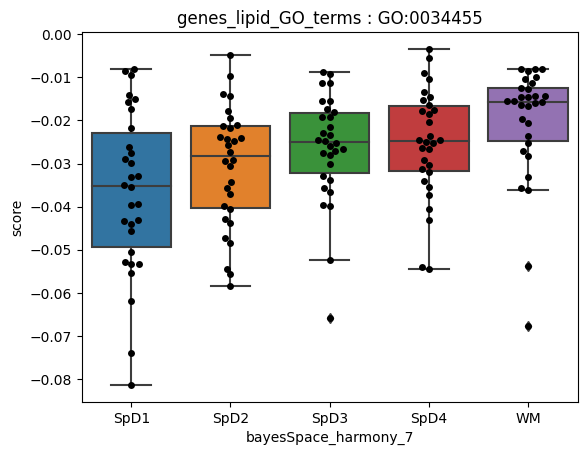 genes_lipid_GO_terms : GO:0034455
0.00
−0.01
−0.02
−0.03
−0.04
−0.05
−0.06
−0.07
−0.08
score
SpD1 SpD2 SpD3 SpD4 WM
bayesSpace_harmony_7